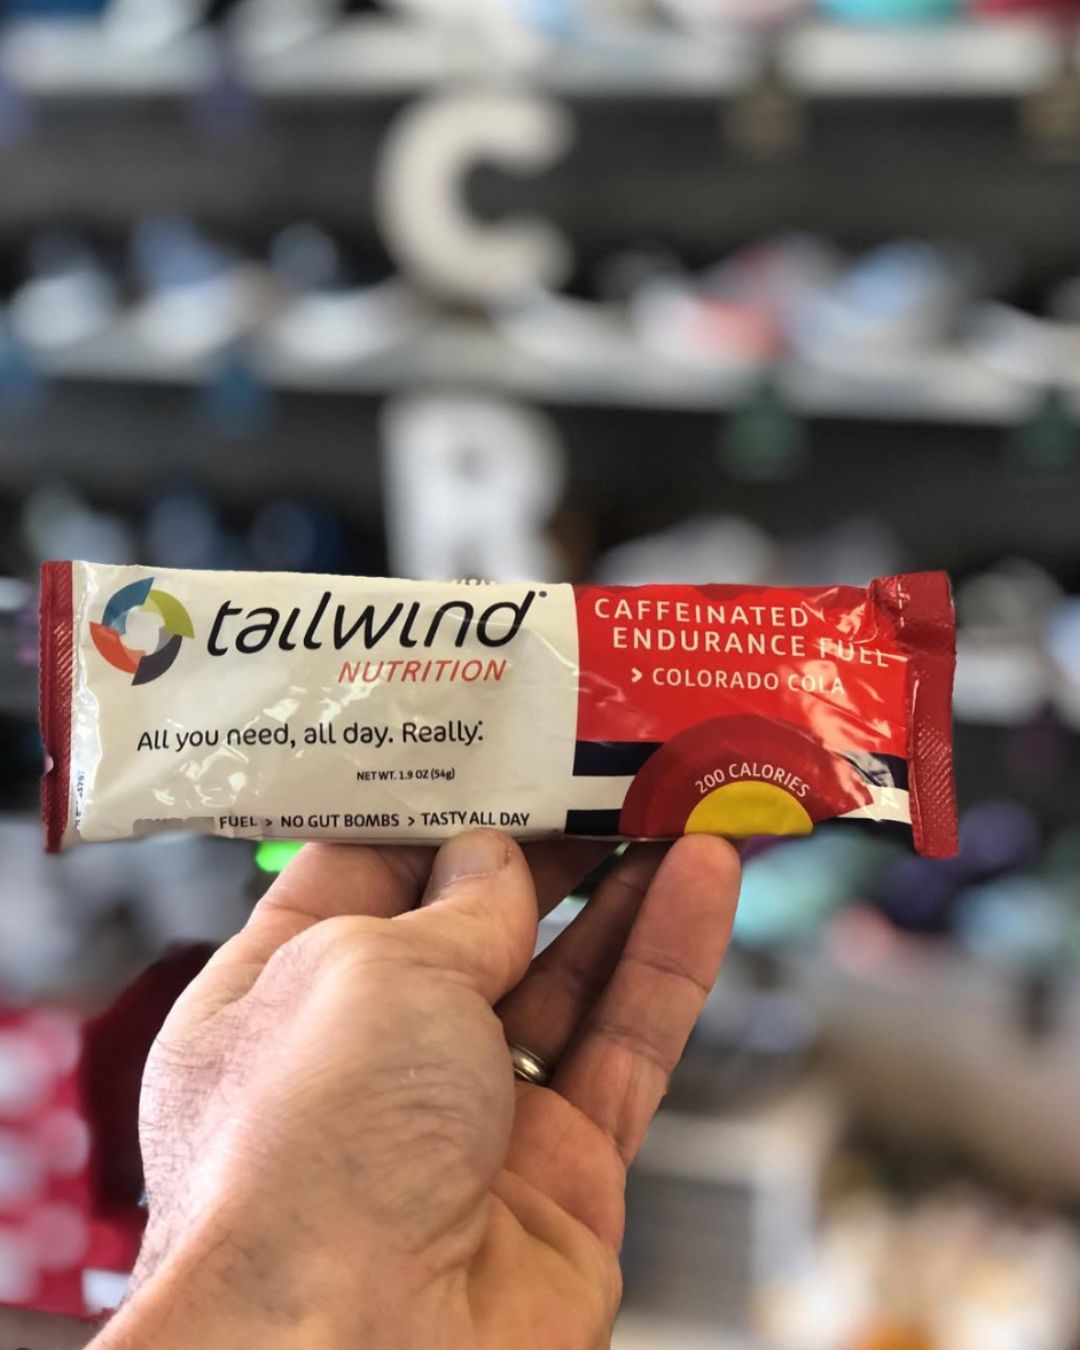 C
R
tailwind
NUTRITION
All you need, all day. Really.
NET WT. 1.9 OZ (54g)
FUEL > NO GUT BOMBS > TASTY ALL DAY
CAFFEINATED
ENDURANCE FUEL
> COLORADO COLA
200 CALORIES